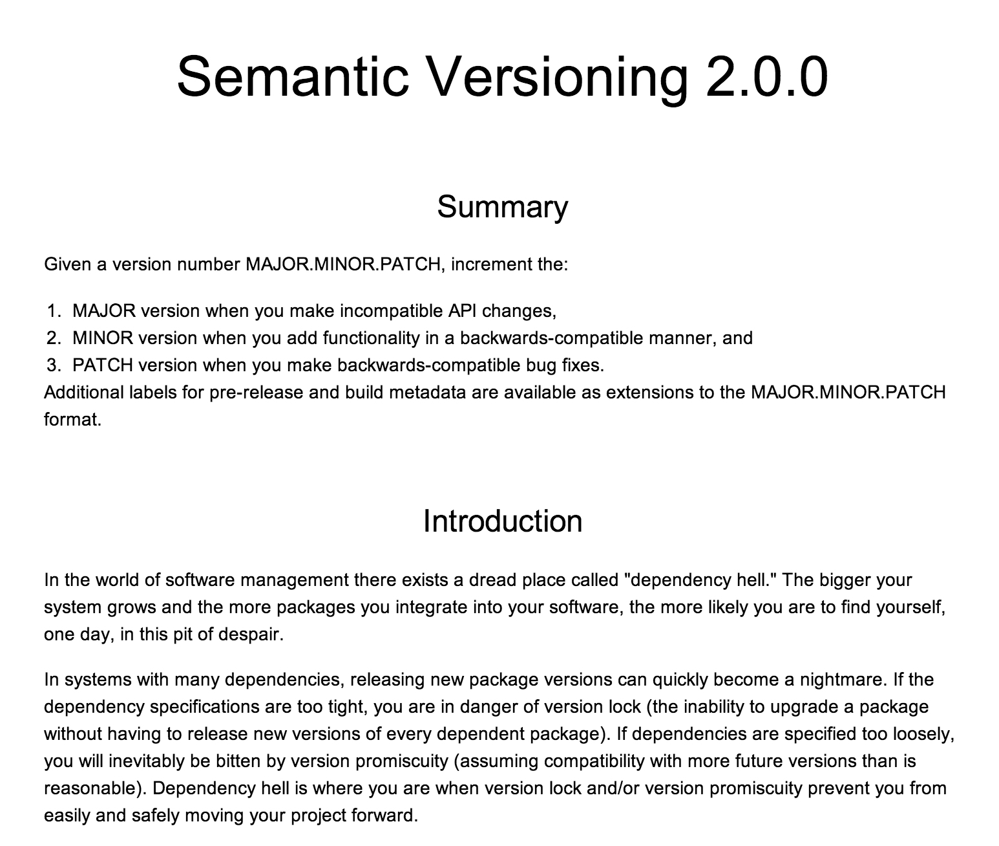 Semantic Versioning 2.0.0
Summary
Given a version number MAJOR.MINOR.PATCH, increment the:
1. MAJOR version when you make incompatible API changes,
2. MINOR version when you add functionality in a backwards-compatible manner, and
3. PATCH version when you make backwards-compatible bug fixes.
Additional labels for pre-release and build metadata are available as extensions to the MAJOR.MINOR.PATCH
format.
Introduction
In the world of software management there exists a dread place called "dependency hell." The bigger your
system grows and the more packages you integrate into your software, the more likely you are to find yourself,
one day, in this pit of despair.
In systems with many dependencies, releasing new package versions can quickly become a nightmare. If the
dependency specifications are too tight, you are in danger of version lock (the inability to upgrade a package
without having to release new versions of every dependent package). If dependencies are specified too loosely,
you will inevitably be bitten by version promiscuity (assuming compatibility with more future versions than is
reasonable). Dependency hell is where you are when version lock and/or version promiscuity prevent you from
easily and safely moving your project forward.